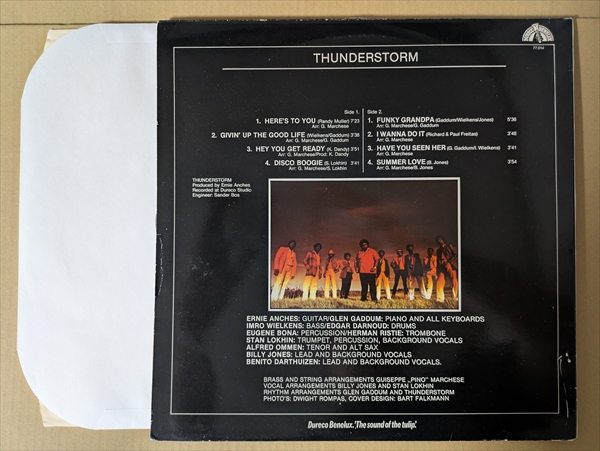 77.014
THUNDERSTORM
Side 1.
1. HERE'S TO YOU (Randy Muller) 7'23
Arr: G. Marchese
2. GIVIN' UP THE GOOD LIFE (Wielkens/Gaddum) 3'36
Arr: G. Marchese/G. Gaddum
3. HEY YOU GET READY (K. Dandy) 3'51
Arr: G. Marchese/Prod: K. Dandy
4. DISCO BOOGIE (S. Lokhin) 3'41
Arr: G. Marchese/S. Lokhin
Side 2.
1. FUNKY GRANDPA (Gaddum/Wielkens/Jones) 5'36
Arr: G. Marchese/G. Gaddum
2. I WANNA DO IT (Richard & Paul Freitas) 3'48
Arr: G. Marchese
3. HAVE YOU SEEN HER (G. Gaddum/I. Wielkens) 3'41
Arr: G. Marchese/G. Gaddum
4. SUMMER LOVE (B. Jones) 3'54
Arr: G. Marchese/B. Jones
THUNDERSTORM
Produced by Ernie Anches
Recorded at Dureco Studio
Engineer: Sander Bos
ERNIE ANCHES: GUITAR/GLEN GADDUM: PIANO AND ALL KEYBOARDS
IMRO WIELKENS: BASS/EDGAR DARNOUD: DRUMS
EUGENE BONA: PERCUSSION/HERMAN RISTIE: TROMBONE
STAN LOKHIN: TRUMPET, PERCUSSION, BACKGROUND VOCALS
ALFRED OMMEN: TENOR AND ALT SAX
BILLY JONES: LEAD AND BACKGROUND VOCALS
BENITO DARTHUIZEN: LEAD AND BACKGROUND VOCALS.
BRASS AND STRING ARRANGEMENTS GUISEPPE „PINO” MARCHESE
VOCAL ARRANGEMENTS BILLY JONES AND STAN LOKHIN
RHYTHM ARRANGEMENTS GLEN GADDUM AND THUNDERSTORM
PHOTO'S: DWIGHT ROMPAS, COVER DESIGN: BART FALKMANN
Dureco Benelux. 'The sound of the tulip.'